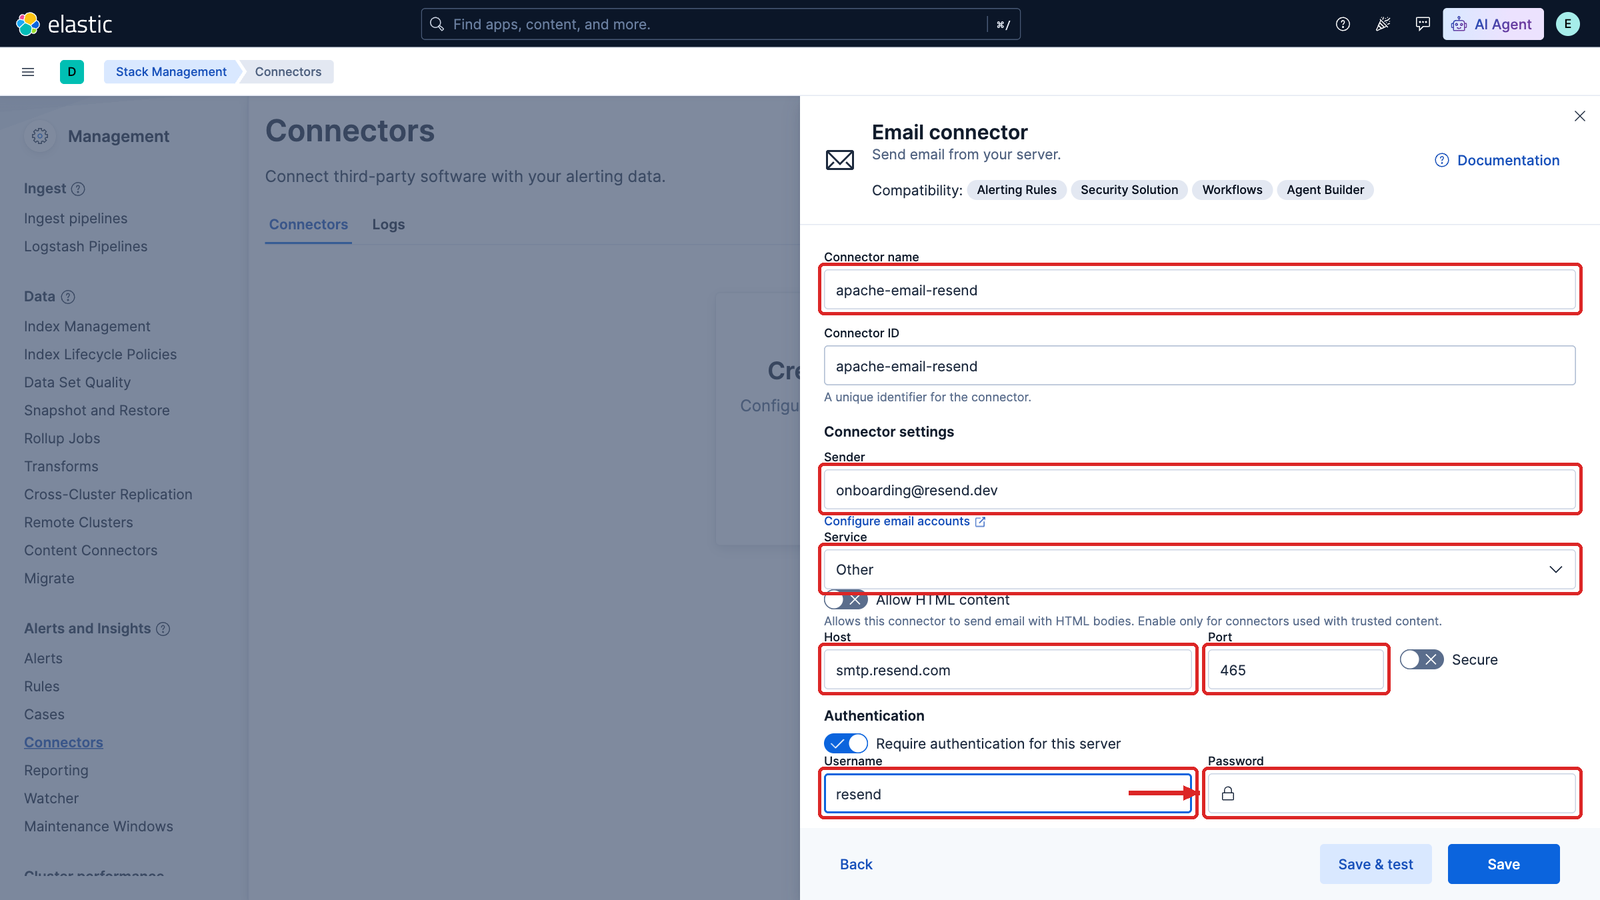 elastic
Find apps, content, and more.
⌘/
AI Agent
E
D
Stack Management
Connectors
Management
Ingest
Ingest pipelines
Logstash Pipelines
Data
Index Management
Index Lifecycle Policies
Data Set Quality
Snapshot and Restore
Rollup Jobs
Transforms
Cross-Cluster Replication
Remote Clusters
Content Connectors
Migrate
Alerts and Insights
Alerts
Rules
Cases
Connectors
Reporting
Watcher
Maintenance Windows
Cluster performance
Connectors
Connect third-party software with your alerting data.
Connectors Logs
Cre
Configu
Email connector
Send email from your server.
Documentation
Compatibility: Alerting Rules Security Solution Workflows Agent Builder
Connector name
apache-email-resend
Connector ID
apache-email-resend
A unique identifier for the connector.
Connector settings
Sender
onboarding@resend.dev
Configure email accounts
Service
Other
Allow HTML content
Allows this connector to send email with HTML bodies. Enable only for connectors used with trusted content.
Host Port
smtp.resend.com 465 Secure
Authentication
Require authentication for this server
Username Password
resend
Back Save & test Save